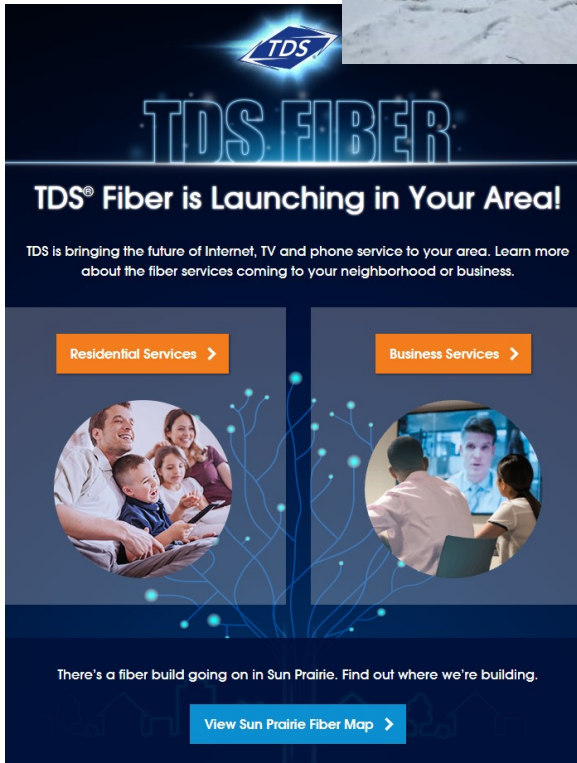 TDS
TDS FIBER
TDS® Fiber is Launching in Your Area!
TDS is bringing the future of Internet, TV and phone service to your area. Learn more
about the fiber services coming to your neighborhood or business.
Residential Services
Business Services
There's a fiber build going on in Sun Prairie. Find out where we're building.
View Sun Prairie Fiber Map